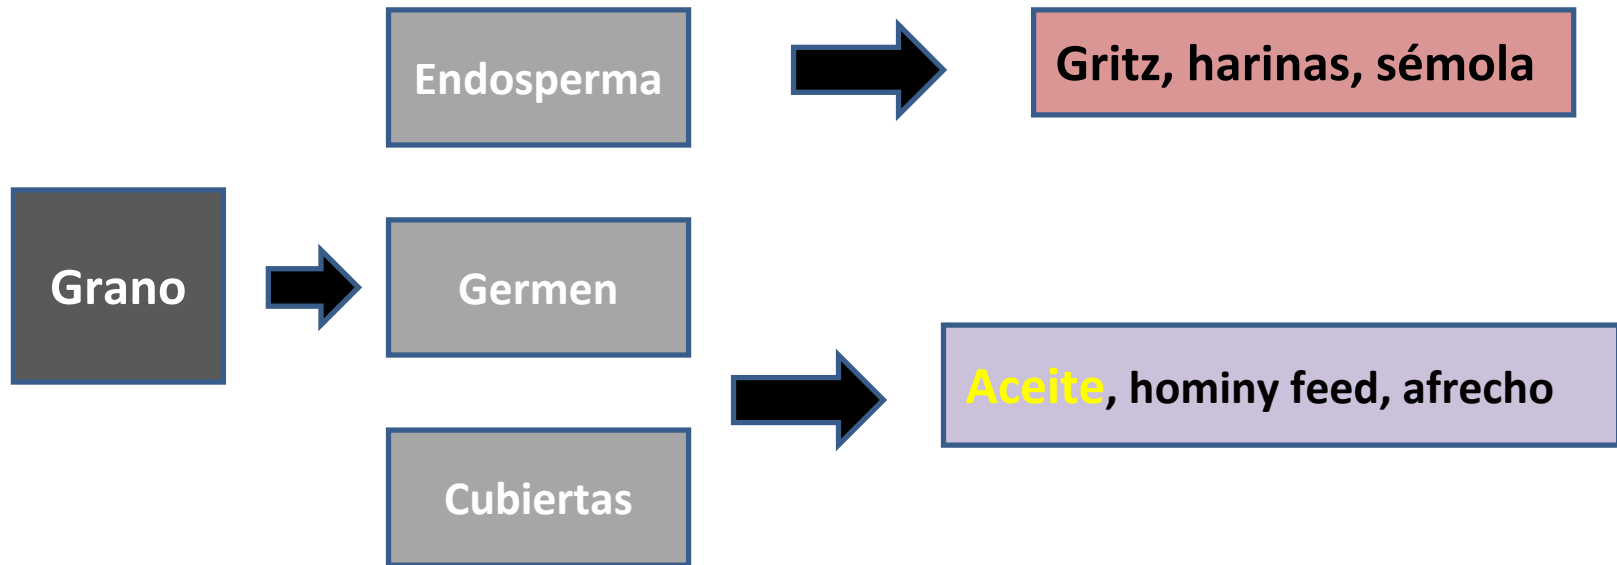 Endosperma
Gritz, harinas, sémola
Grano
Germen
Aceite, hominy feed, afrecho
Cubiertas